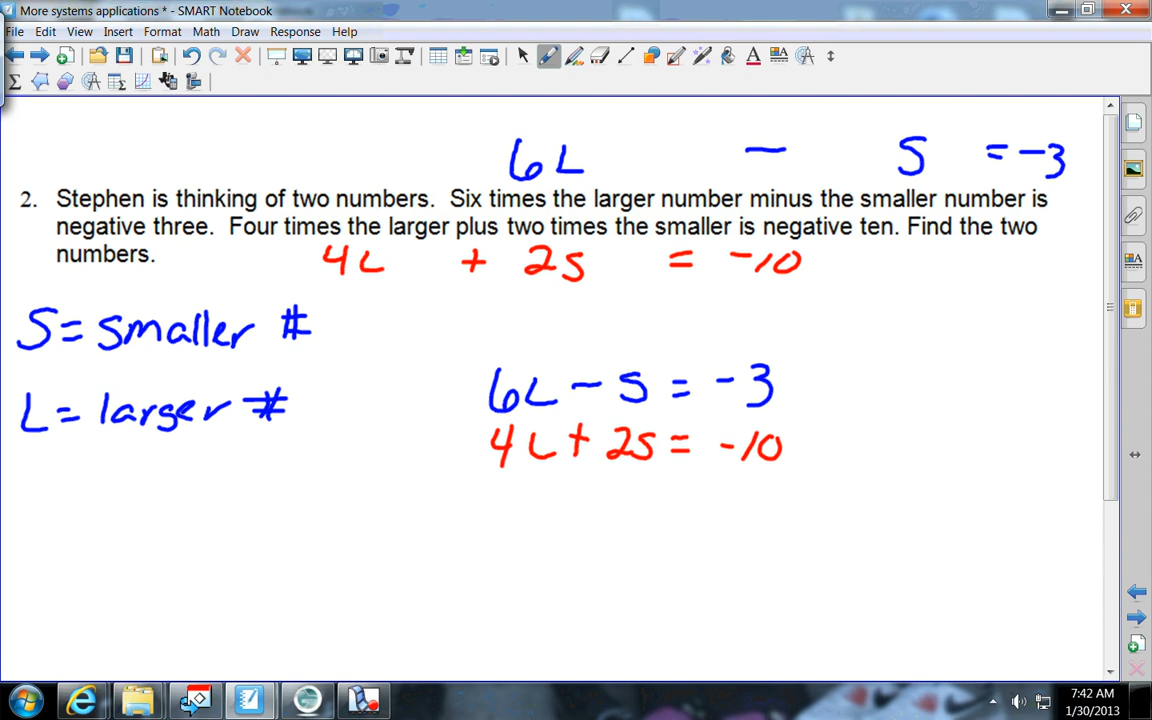 More systems applications * - SMART Notebook
File Edit View Insert Format Math Draw Response Help
6L - S = -3
2. Stephen is thinking of two numbers. Six times the larger number minus the smaller number is
negative three. Four times the larger plus two times the smaller is negative ten. Find the two
numbers.
4L + 2S = -10
S = smaller #
L = larger #
6L - S = -3
4L + 2S = -10
7:42 AM
1/30/2013